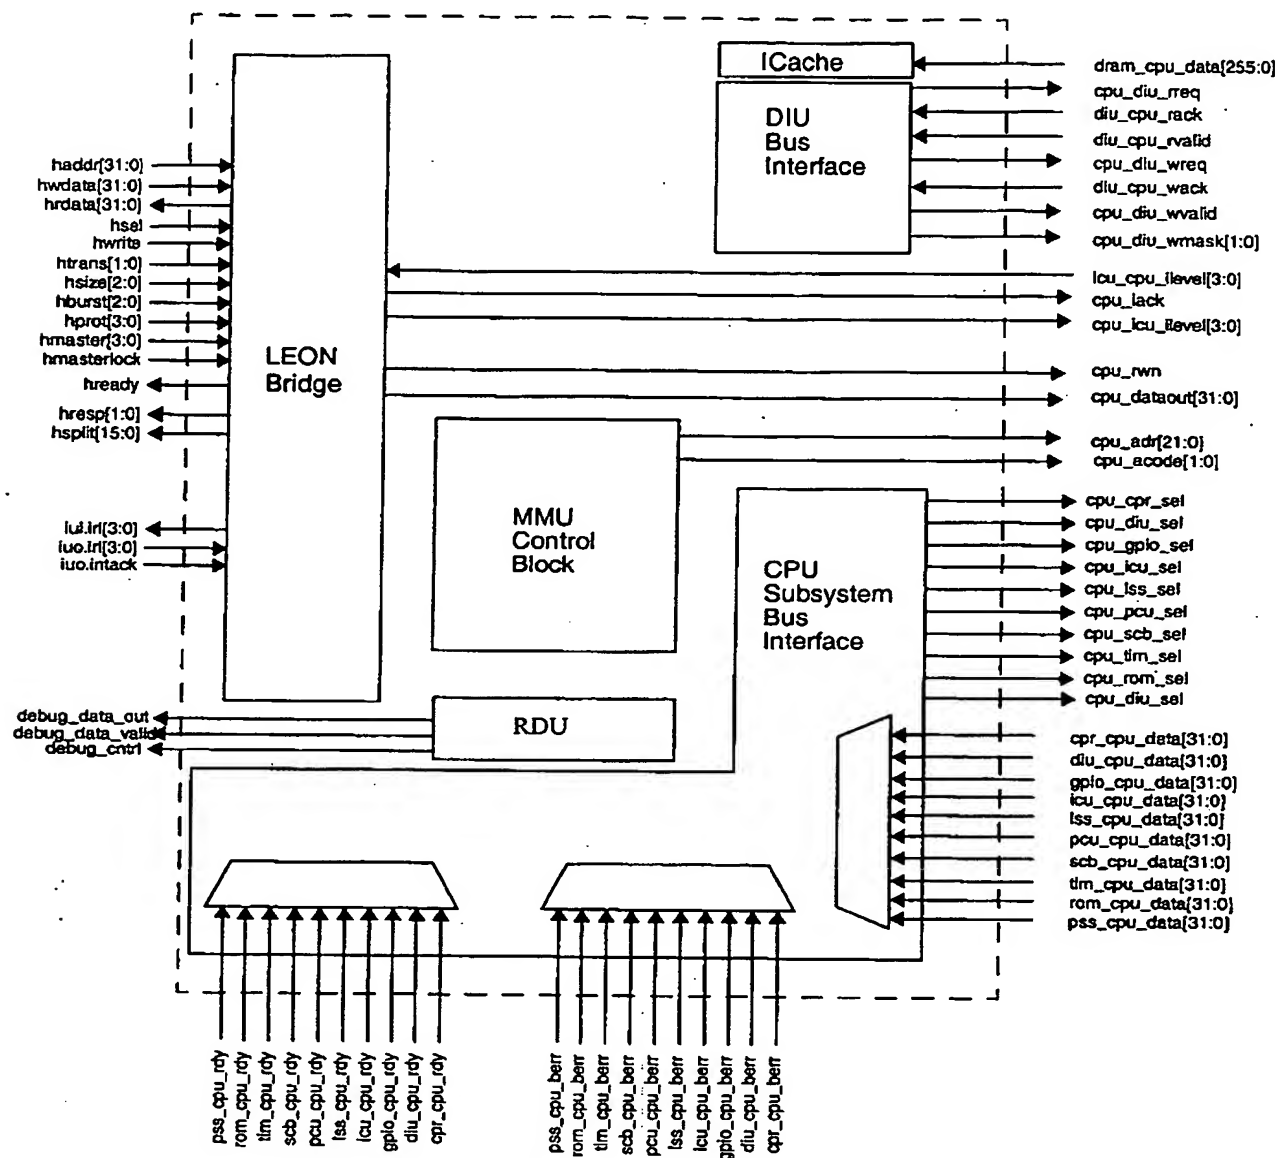 ICache
dram_cpu_data[255:0]
cpu_diu_rreq
DIU
Bus
Interface
diu_cpu_rack
diu_cpu_rvalid
cpu_diu_wreq
diu_cpu_wack
cpu_diu_wvalid
cpu_diu_wmask[1:0]
haddr[31:0]
hwdata[31:0]
hrdata[31:0]
hsel
hwrite
htrans[1:0]
hsize[2:0]
hburst[2:0]
hprot[3:0]
hmaster[3:0]
hmasterlock
hready
hresp[1:0]
hsplit[15:0]
LEON
Bridge
icu_cpu_ilevel[3:0]
cpu_iack
cpu_icu_ilevel[3:0]
cpu_rwn
cpu_dataout[31:0]
cpu_adr[21:0]
cpu_acode[1:0]
iui.irl[3:0]
iuo.irl[3:0]
iuo.intack
MMU
Control
Block
CPU
Subsystem
Bus
Interface
cpu_cpr_sel
cpu_diu_sel
cpu_gpio_sel
cpu_icu_sel
cpu_lss_sel
cpu_pcu_sel
cpu_scb_sel
cpu_tim_sel
cpu_rom_sel
cpu_diu_sel
debug_data_out
debug_data_valid
debug_cntrl
RDU
cpr_cpu_data[31:0]
diu_cpu_data[31:0]
gpio_cpu_data[31:0]
icu_cpu_data[31:0]
lss_cpu_data[31:0]
pcu_cpu_data[31:0]
scb_cpu_data[31:0]
tim_cpu_data[31:0]
rom_cpu_data[31:0]
pss_cpu_data[31:0]
pss_cpu_rdy
rom_cpu_rdy
tim_cpu_rdy
scb_cpu_rdy
pcu_cpu_rdy
lss_cpu_rdy
icu_cpu_rdy
gpio_cpu_rdy
diu_cpu_rdy
cpr_cpu_rdy
pss_cpu_berr
rom_cpu_berr
tim_cpu_berr
scb_cpu_berr
pcu_cpu_berr
lss_cpu_berr
icu_cpu_berr
gpio_cpu_berr
diu_cpu_berr
cpr_cpu_berr